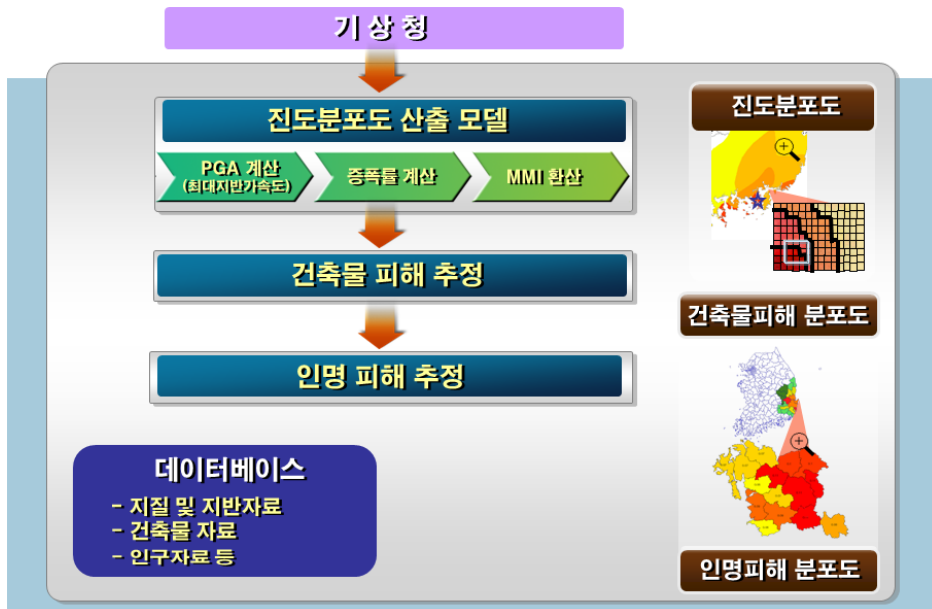 기 상 청
진도분포도 산출 모델
PGA 계산
(최대지반가속도)
증폭률 계산
MMI 환산
건축물 피해 추정
인명 피해 추정
데이터베이스
- 지질 및 지반자료
- 건축물 자료
- 인구자료 등
진도분포도
건축물피해 분포도
인명피해 분포도